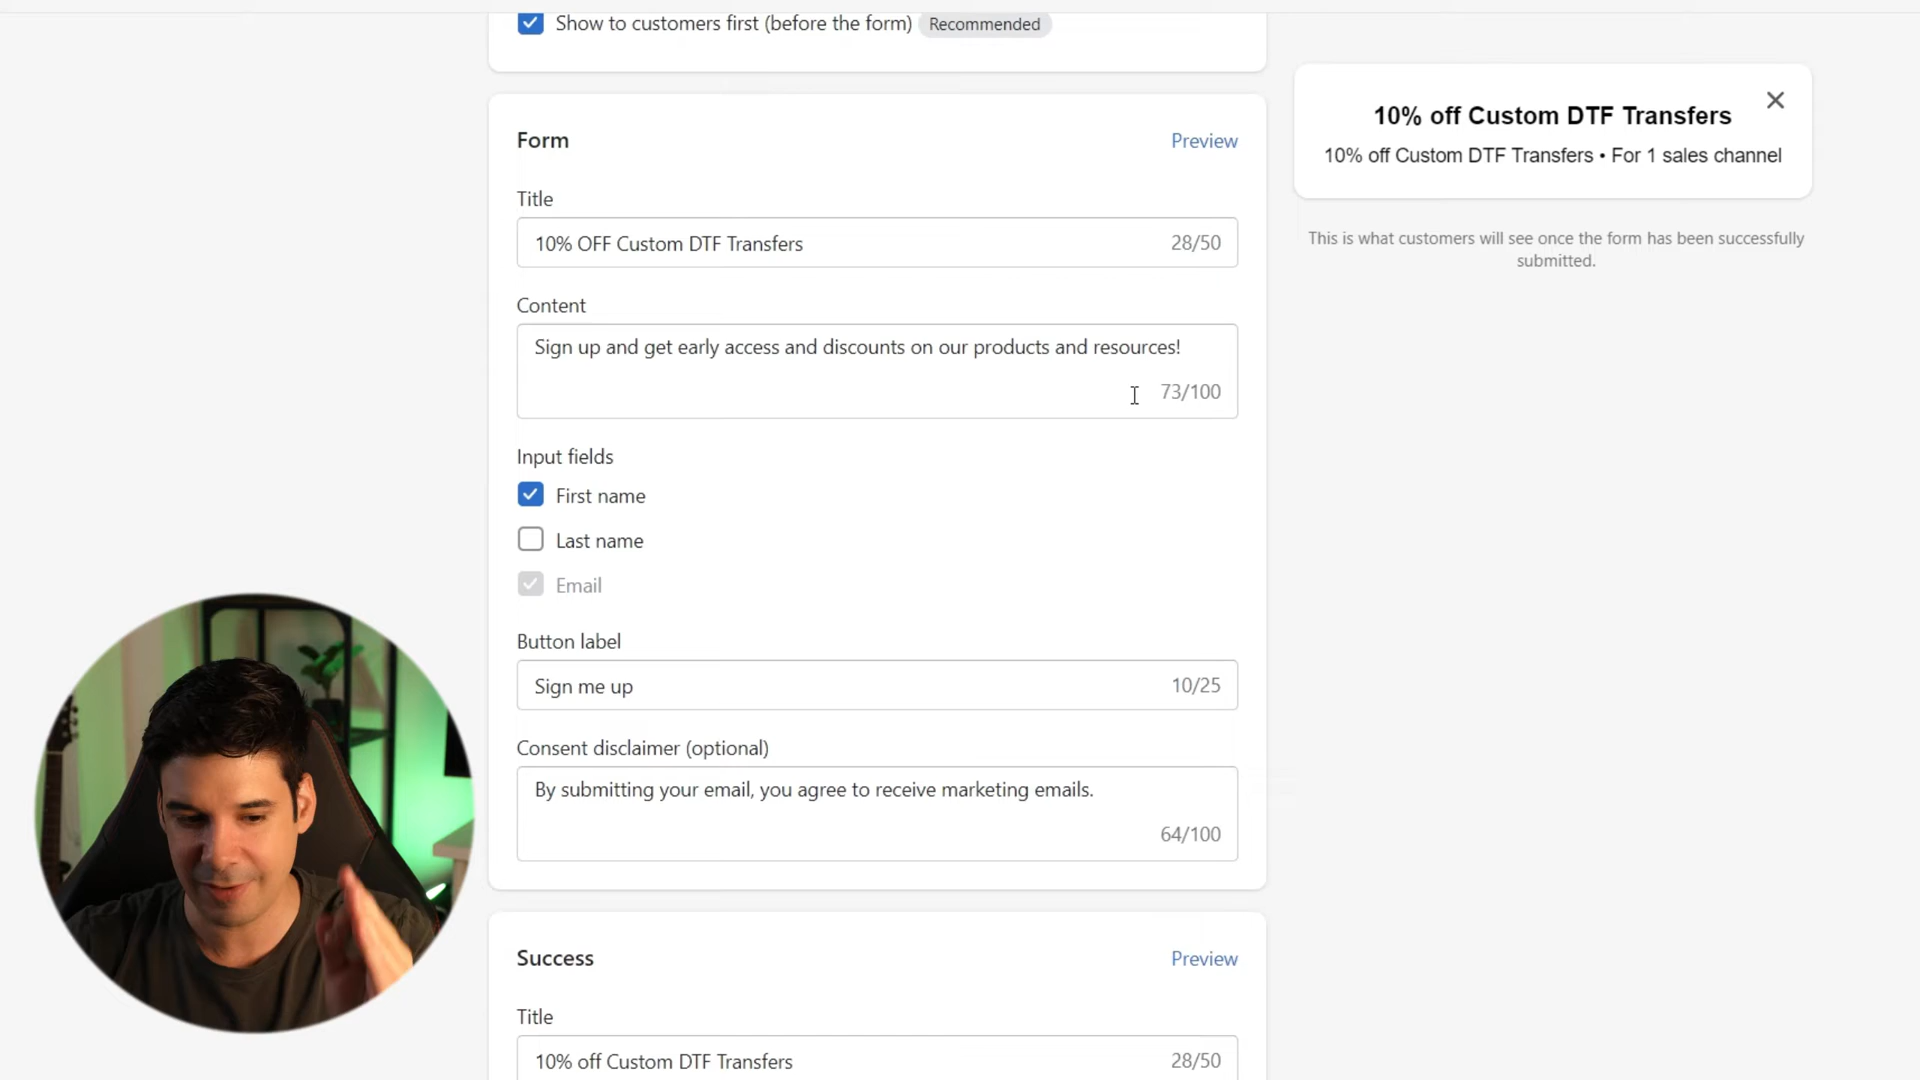 Show to customers first (before the form) Recommended
Form
Preview
Title
10% OFF Custom DTF Transfers
28/50
Content
Sign up and get early access and discounts on our products and resources!
73/100
Input fields
First name
Last name
Email
Button label
Sign me up
10/25
Consent disclaimer (optional)
By submitting your email, you agree to receive marketing emails.
64/100
Success
Preview
Title
10% off Custom DTF Transfers
28/50
10% off Custom DTF Transfers
10% off Custom DTF Transfers • For 1 sales channel
This is what customers will see once the form has been successfully
submitted.